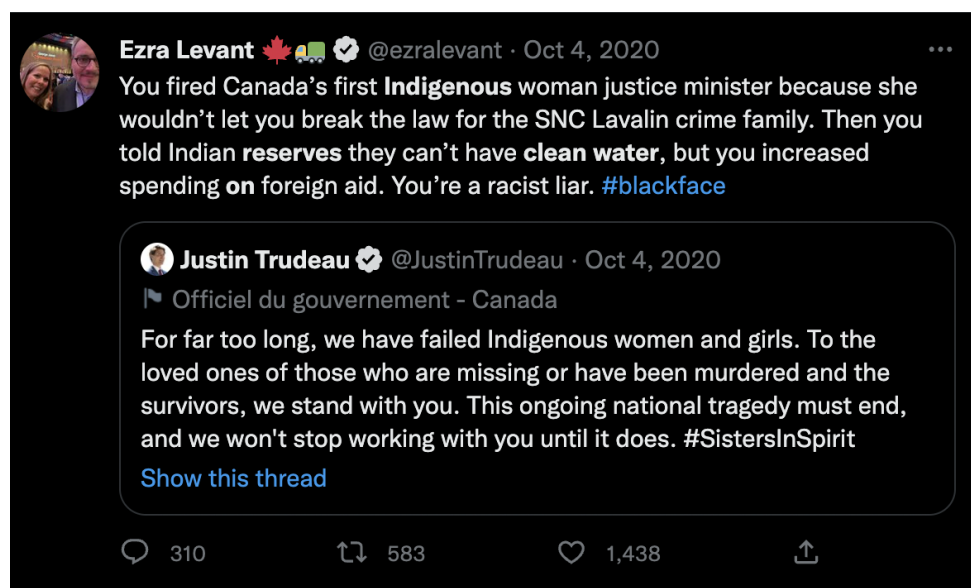 Ezra Levant 🍁🚛 @ezralevant · Oct 4, 2020
You fired Canada’s first Indigenous woman justice minister because she
wouldn’t let you break the law for the SNC Lavalin crime family. Then you
told Indian reserves they can’t have clean water, but you increased
spending on foreign aid. You’re a racist liar. #blackface
Justin Trudeau @JustinTrudeau · Oct 4, 2020
Officiel du gouvernement - Canada
For far too long, we have failed Indigenous women and girls. To the
loved ones of those who are missing or have been murdered and the
survivors, we stand with you. This ongoing national tragedy must end,
and we won't stop working with you until it does. #SistersInSpirit
Show this thread
310 583 1,438